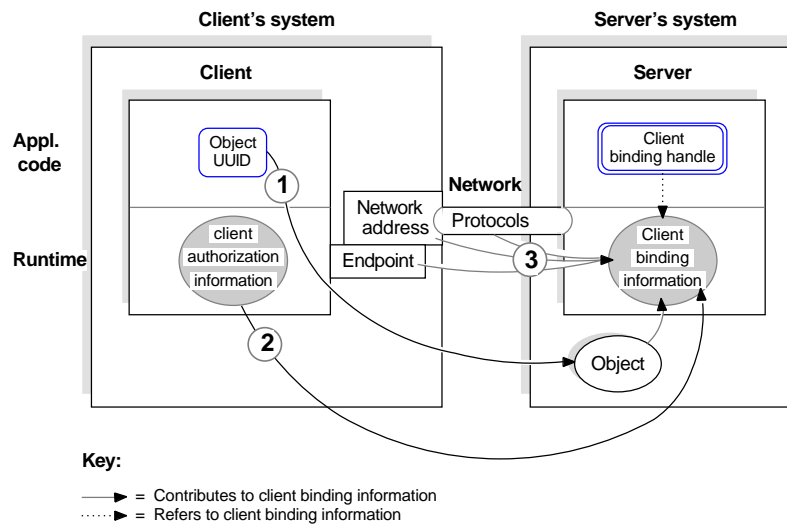 Client's system
Server's system
Client
Server
Appl.
code
Object
UUID
Client
binding handle
1
Network
Network
address
Protocols
Runtime
client
authorization
information
Endpoint
3
Client
binding
information
2
Object
Key:
= Contributes to client binding information
= Refers to client binding information